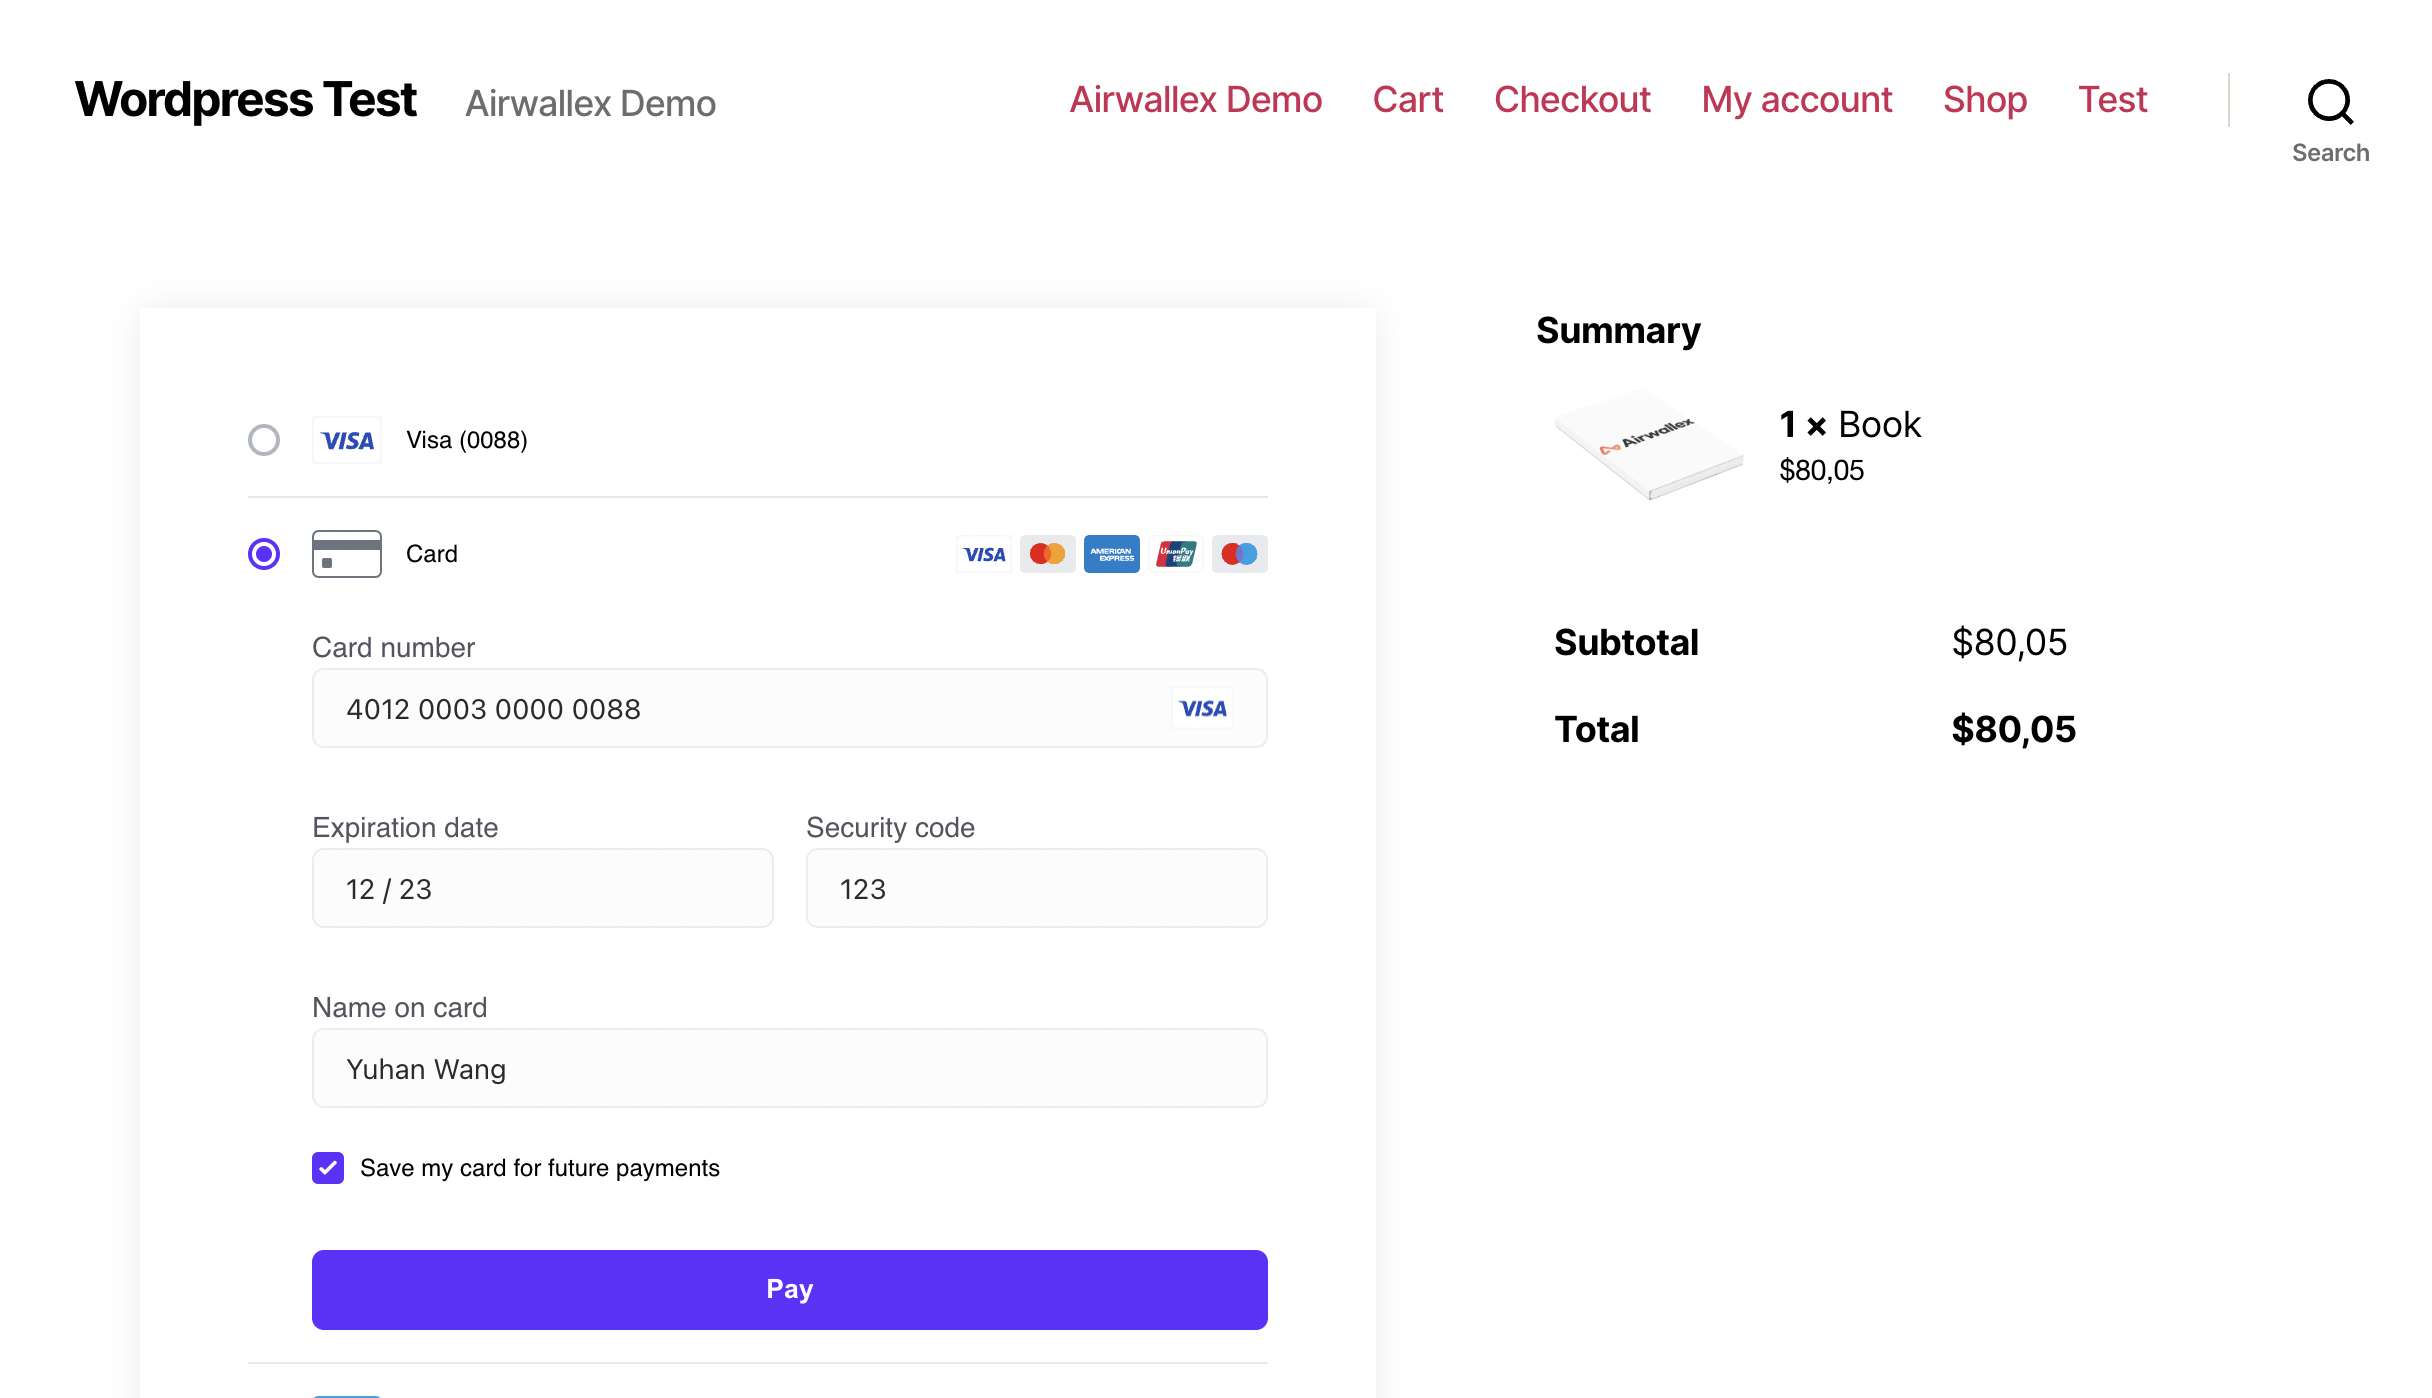 Wordpress Test
Airwallex Demo
Airwallex Demo Cart Checkout My account Shop Test
Search
VISA Visa (0088)
Card VISA AMERICAN EXPRESS UnionPay 银联
Card number
4012 0003 0000 0088 VISA
Expiration date Security code
12 / 23 123
Name on card
Yuhan Wang
Save my card for future payments
Pay
Summary
Airwallex
1 × Book
$80,05
Subtotal $80,05
Total $80,05